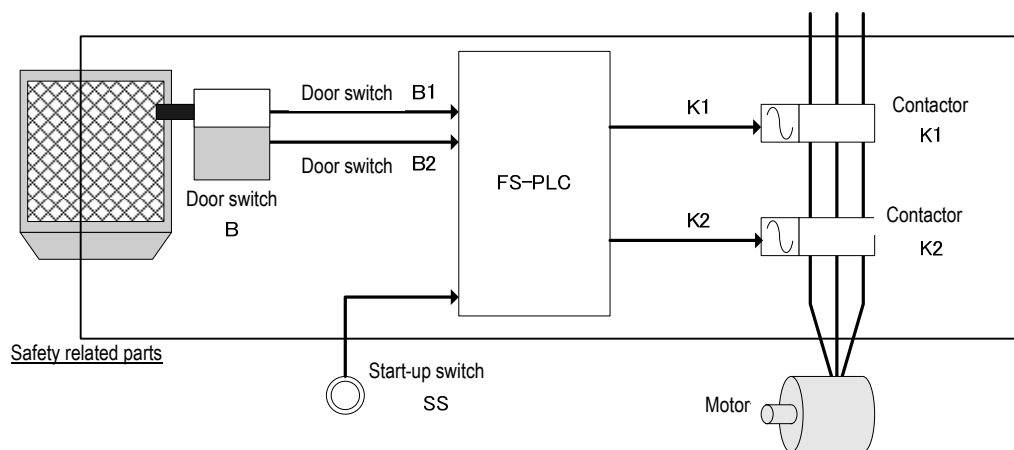 Door switch B1
Door switch B2
Door switch
B
FS-PLC
K1
K2
Contactor
K1
Contactor
K2
Safety related parts
Start-up switch
SS
Motor